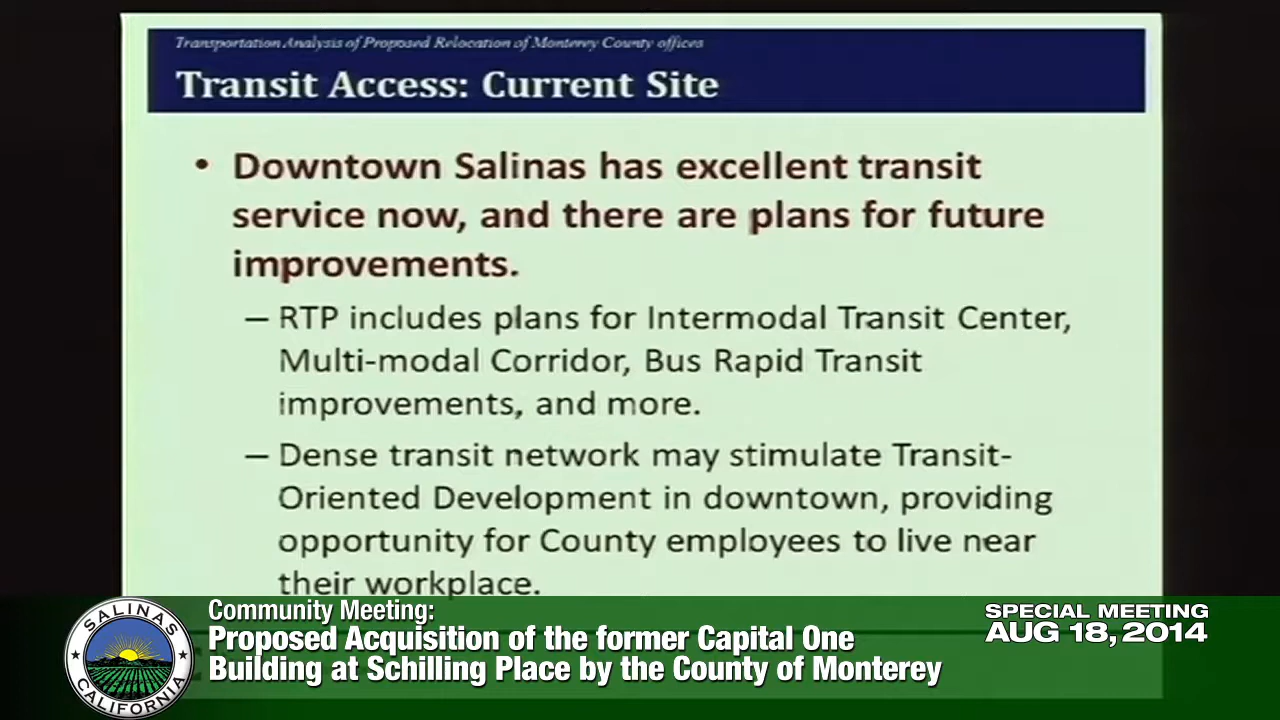 Transportation Analysis of Proposed Relocation of Monterey County offices
Transit Access: Current Site
• Downtown Salinas has excellent transit
service now, and there are plans for future
improvements.
– RTP includes plans for Intermodal Transit Center,
Multi-modal Corridor, Bus Rapid Transit
improvements, and more.
– Dense transit network may stimulate Transit-
Oriented Development in downtown, providing
opportunity for County employees to live near
their workplace.
SALINAS
CALIFORNIA
Community Meeting:
Proposed Acquisition of the former Capital One
Building at Schilling Place by the County of Monterey
SPECIAL MEETING
AUG 18, 2014